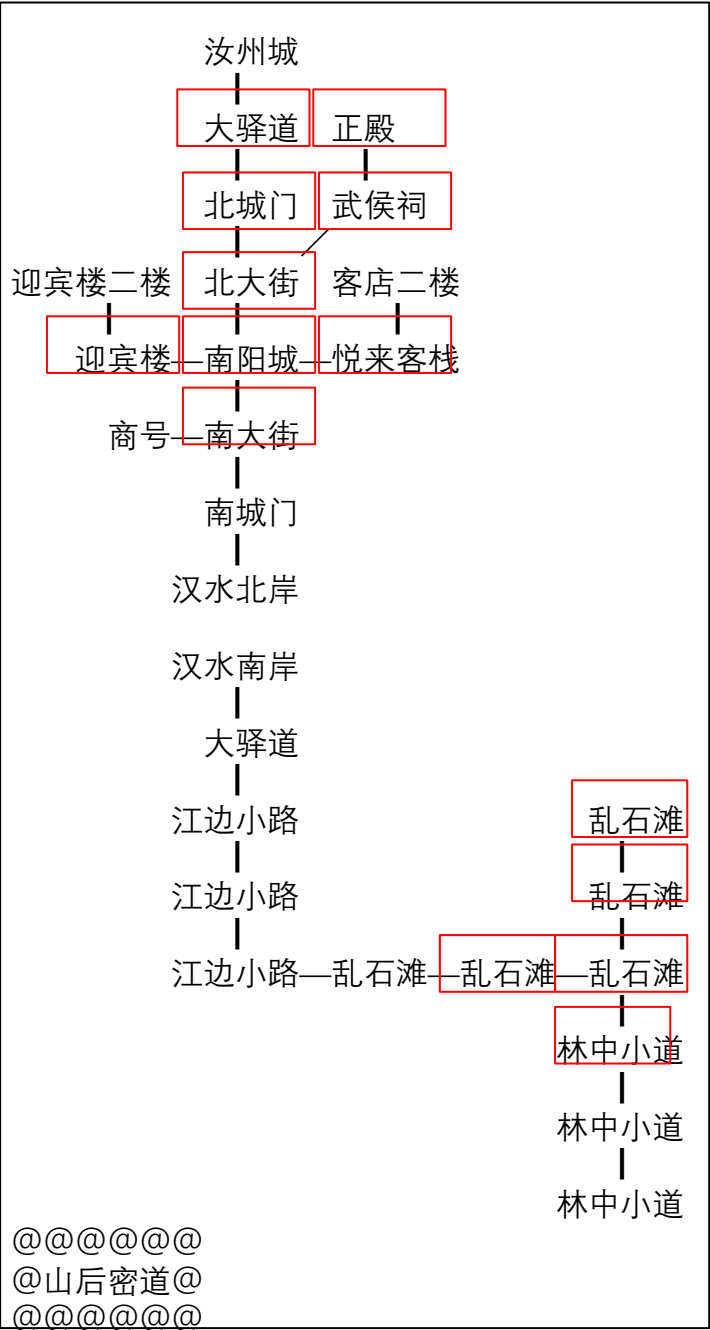 汝州城
大驿道 正殿
北城门 武侯祠
迎宾楼二楼 北大街 客店二楼
迎宾楼—南阳城—悦来客栈
商号—南大街
南城门
汉水北岸
汉水南岸
大驿道
江边小路 乱石滩
江边小路 乱石滩
江边小路—乱石滩—乱石滩—乱石滩
林中小道
林中小道
林中小道
@@@@@@
@山后密道@
@@@@@@